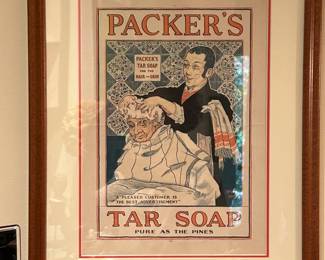 PACKER'S
PACKER'S
TAR SOAP
FOR THE
HAIR AND SKIN
"A PLEASED CUSTOMER IS
THE BEST ADVERTISEMENT"
TAR SOAP
PURE AS THE PINES